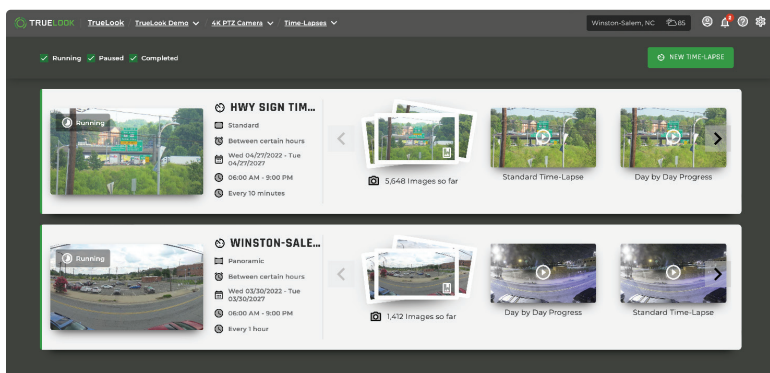 TRUELOOK TrueLook TrueLook Demo 4K PTZ Camera Time-Lapses Winston-Salem, NC 85
Running Paused Completed NEW TIME-LAPSE
Running
HWY SIGN TIM...
Standard
Between certain hours
Wed 04/27/2022 - Tue
04/27/2027
06:00 AM - 9:00 PM
Every 10 minutes
5,648 Images so far
Standard Time-Lapse
Day by Day Progress
Running
WINSTON-SALE...
Panoramic
Between certain hours
Wed 03/30/2022 - Tue
03/30/2027
06:00 AM - 9:00 PM
Every 1 hour
1,412 Images so far
Day by Day Progress
Standard Time-Lapse